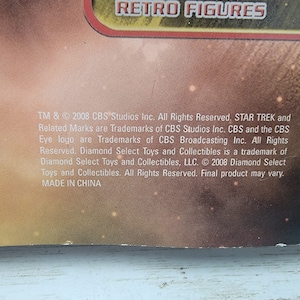 RETRO FIGURES
TM & © 2008 CBS Studios Inc. All Rights Reserved, STAR TREK and
Related Marks are Trademarks of CBS Studios Inc. CBS and the CBS
Eye logo are Trademarks of CBS Broadcasting Inc. All Rights
Reserved. Diamond Select Toys and Collectibles is a trademark of
Diamond Select Toys and Collectibles, LLC. © 2008 Diamond Select
Toys and Collectibles. All Rights Reserved. Final product may vary.
MADE IN CHINA